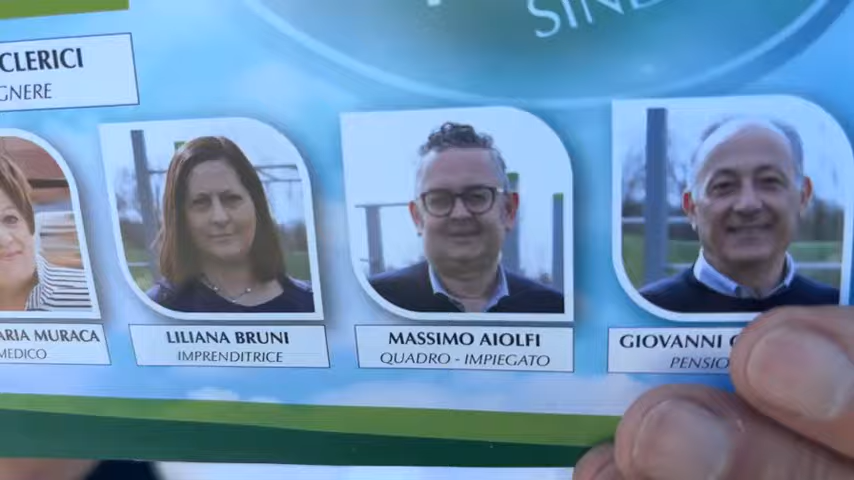 CLERICI
GNERE
ARIA MURACA
MEDICO
LILIANA BRUNI
IMPRENDITRICE
MASSIMO AIOLFI
QUADRO - IMPIEGATO
GIOVANNI
PENSIO